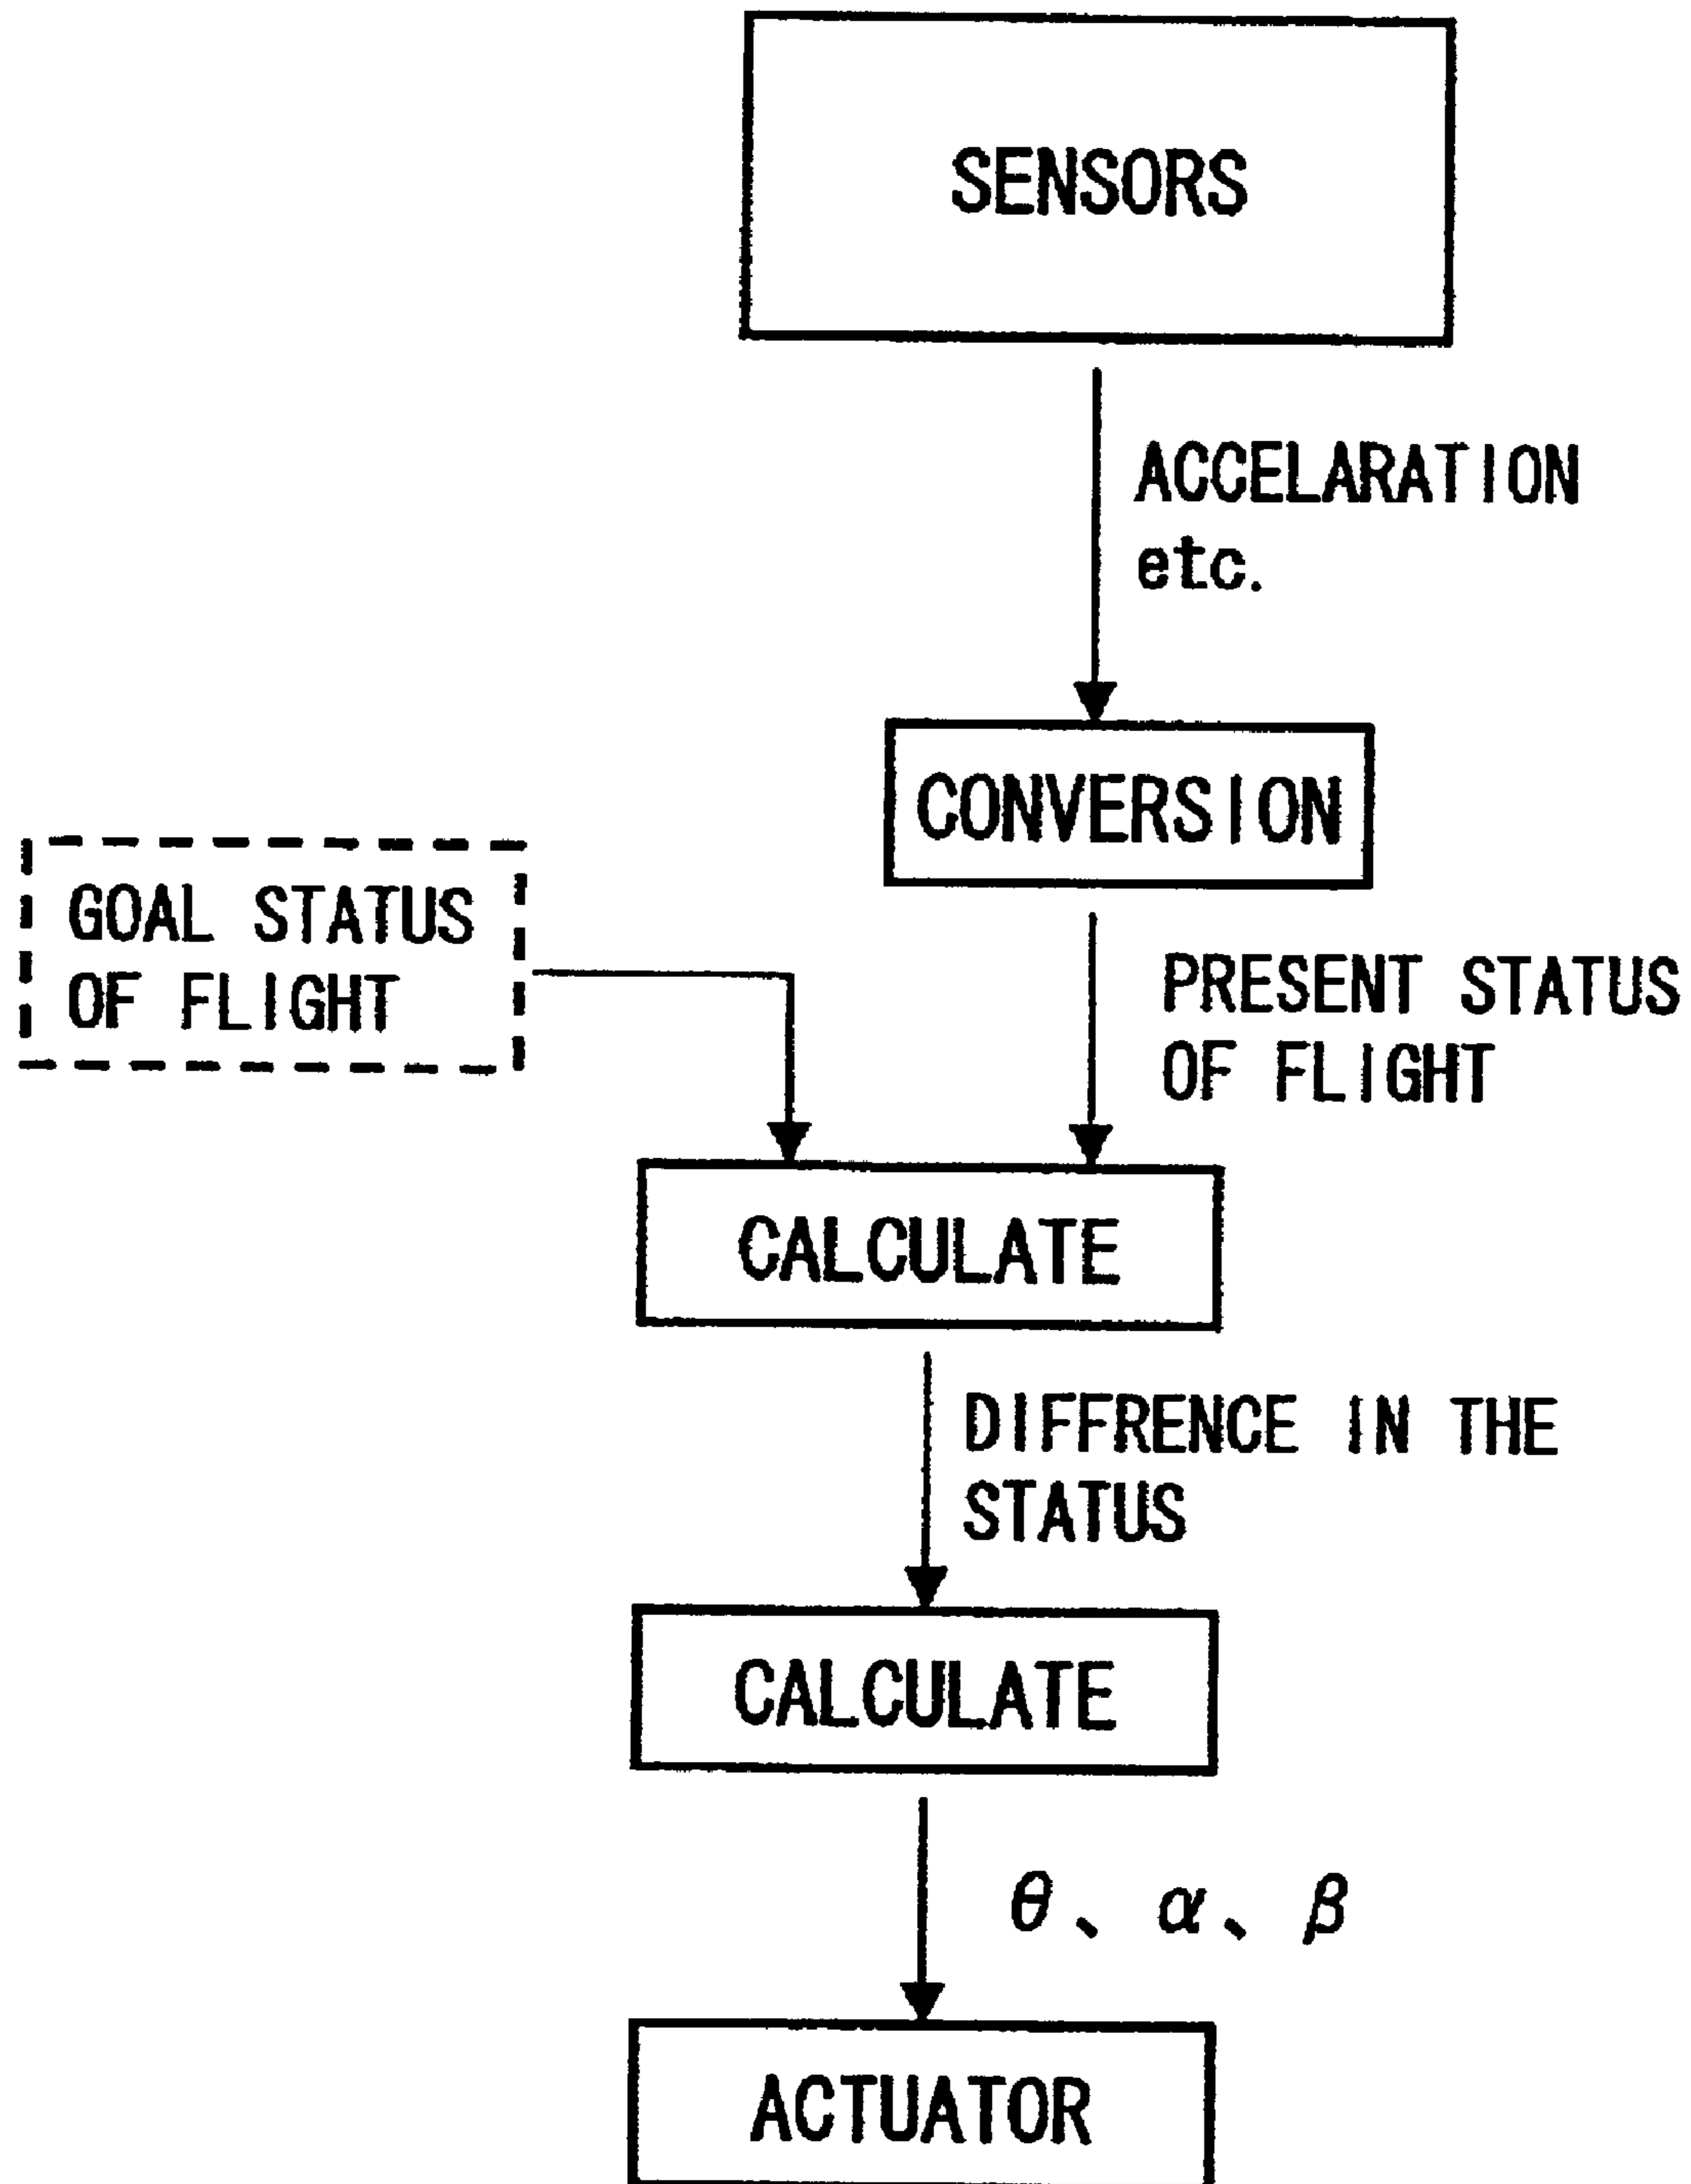 SENSORS
ACCELARATION
etc.
CONVERSION
GOAL STATUS
OF FLIGHT
PRESENT STATUS
OF FLIGHT
CALCULATE
DIFFRENCE IN THE
STATUS
CALCULATE
θ、α、β
ACTUATOR